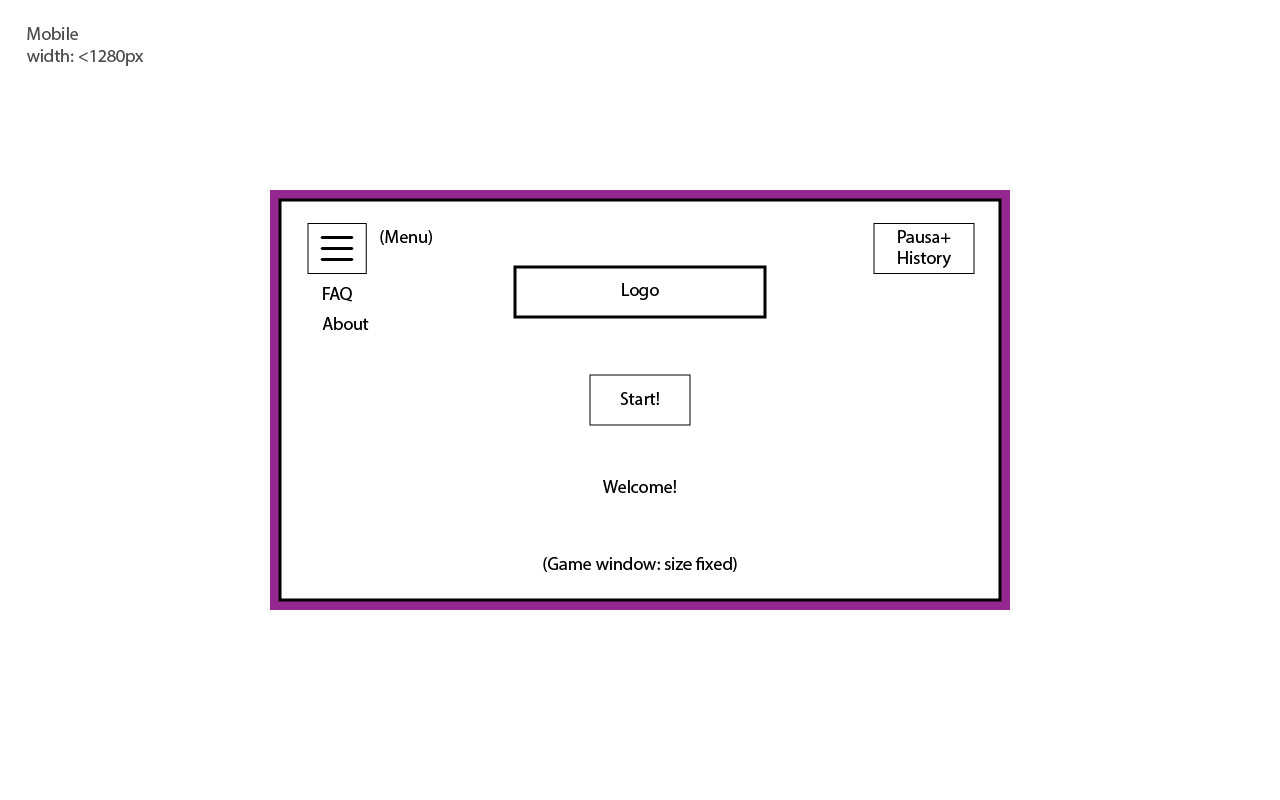 Mobile
width: <1280px
(Menu)
Pausa+
History
Logo
FAQ
About
Start!
Welcome!
(Game window: size fixed)